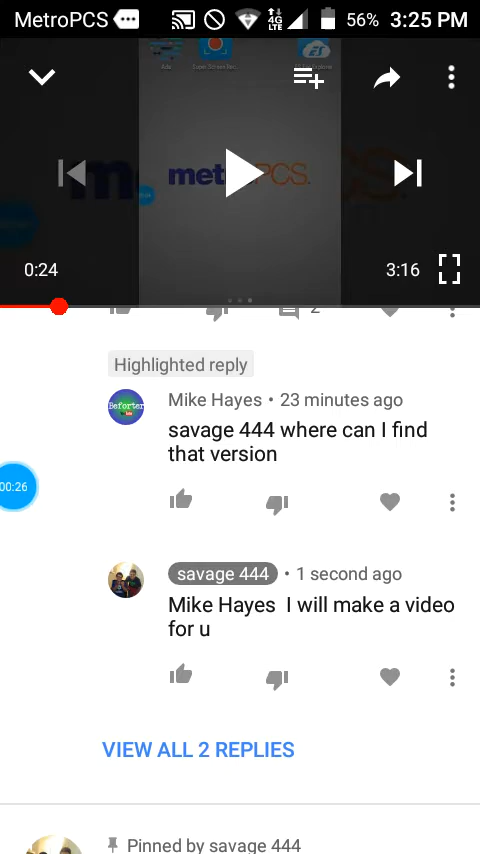 MetroPCS
4G
LTE
56%
3:25 PM
metroPCS.
0:24
3:16
2
Highlighted reply
Mike Hayes • 23 minutes ago
savage 444 where can I find
that version
00:26
savage 444 • 1 second ago
Mike Hayes I will make a video
for u
VIEW ALL 2 REPLIES
Pinned by savage 444